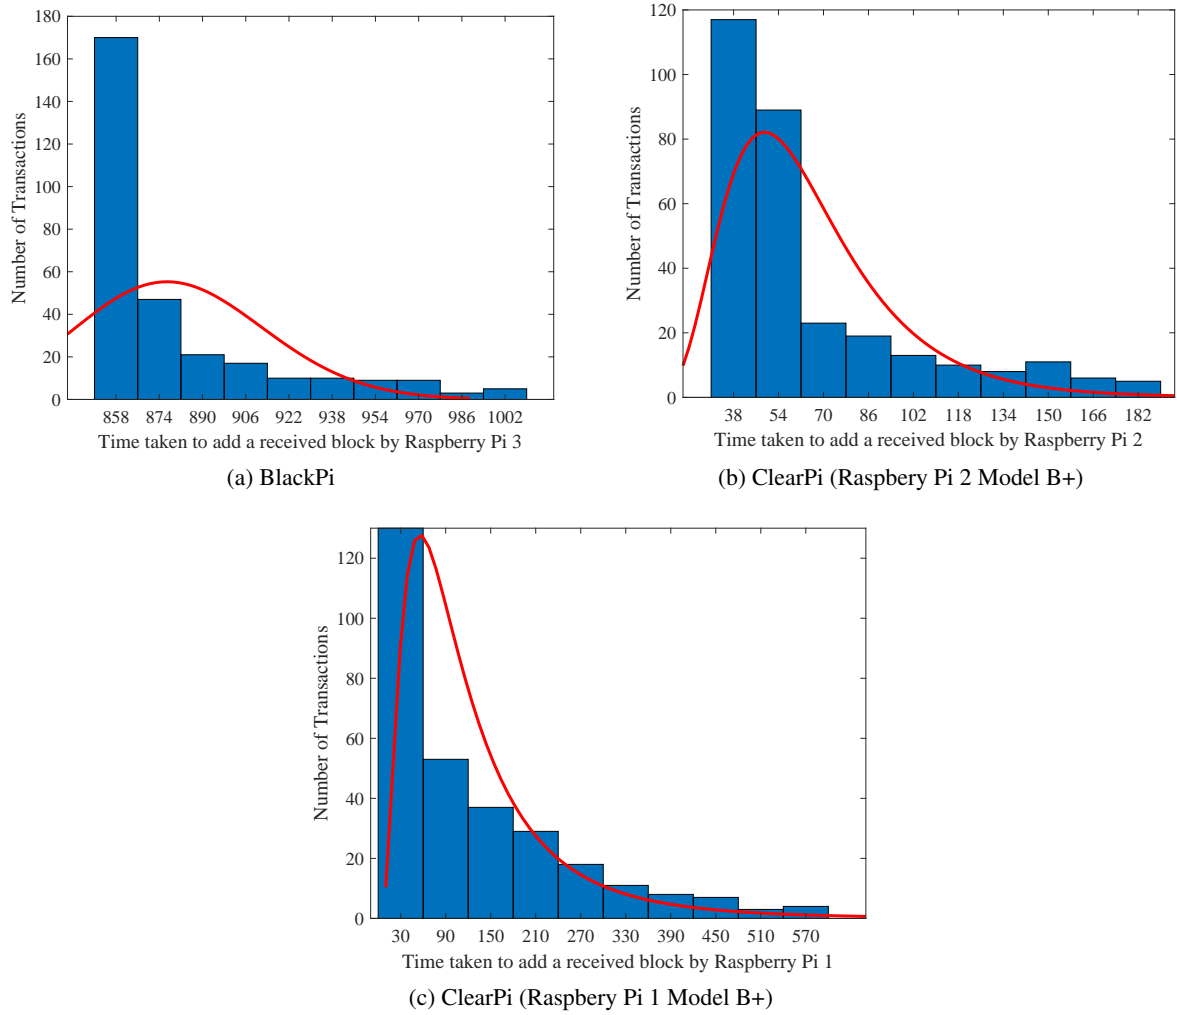 180
160
140
120
100
80
60
40
20
0
Number of Transactions
858 874 890 906 922 938 954 970 986 1002
Time taken to add a received block by Raspberry Pi 3
(a) BlackPi
120
100
80
60
40
20
0
Number of Transactions
38 54 70 86 102 118 134 150 166 182
Time taken to add a received block by Raspberry Pi 2
(b) ClearPi (Raspbery Pi 2 Model B+)
120
100
80
60
40
20
0
Number of Transactions
30 90 150 210 270 330 390 450 510 570
Time taken to add a received block by Raspberry Pi 1
(c) ClearPi (Raspbery Pi 1 Model B+)